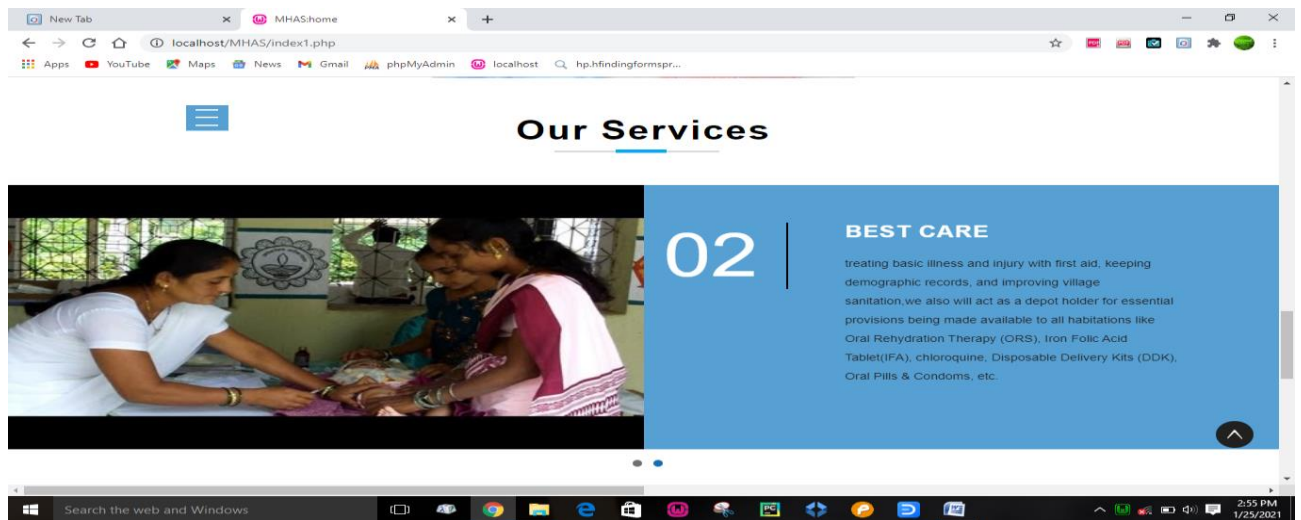 New Tab
MHAS:home
localhost/MHAS/index1.php
Apps YouTube Maps News Gmail phpMyAdmin localhost hp.hfindingformspr...
Our Services
02
BEST CARE
treating basic illness and injury with first aid, keeping
demographic records, and improving village
sanitation,we also will act as a depot holder for essential
provisions being made available to all habitations like
Oral Rehydration Therapy (ORS), Iron Folic Acid
Tablet(IFA), chloroquine, Disposable Delivery Kits (DDK),
Oral Pills & Condoms, etc.
Search the web and Windows
2:55 PM
1/25/2021